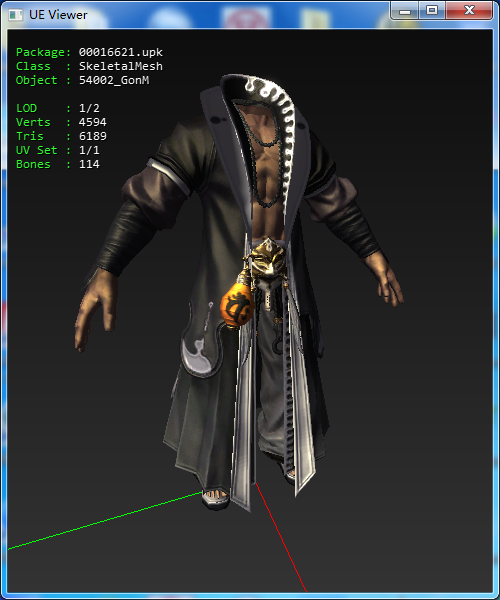 UE Viewer
Package: 00016621.upk
Class : SkeletalMesh
Object : 54002_GonM
LOD : 1/2
Verts : 4594
Tris : 6189
UV Set : 1/1
Bones : 114